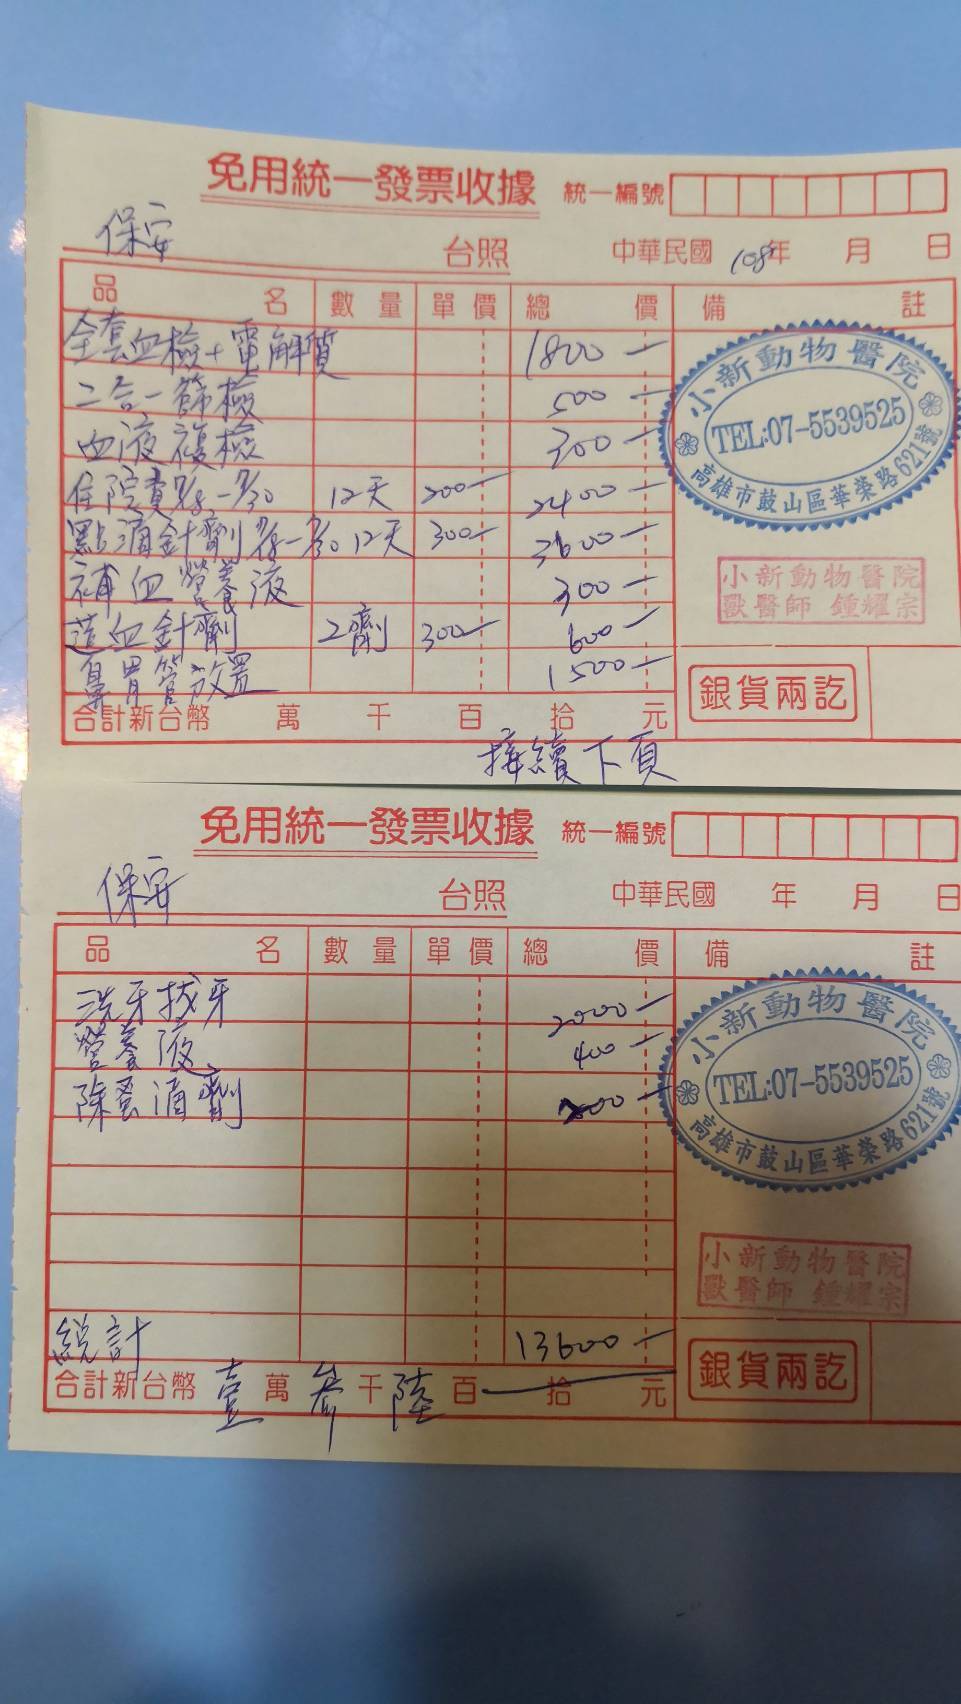 免用統一發票收據 統一編號
保安 台照 中華民國 108年 月 日
品 名 數 量 單 價 總 價 備 註
全套血檢+電解質 1800
二合一篩檢 500
血液複檢 300
住院費 12天 200 2400
點滴針劑 12天 300 3600
補血營養液 300
造血針劑 2劑 300 600
鼻胃管放置 1500
小新動物醫院
TEL:07-5539525
高雄市鼓山區華榮路621號
小新動物醫院
獸醫師 鍾耀宗
銀貨兩訖
合計新台幣 萬 千 百 拾 元
接續下頁
免用統一發票收據 統一編號
保安 台照 中華民國 年 月 日
品 名 數 量 單 價 總 價 備 註
洗牙拔牙 2000
營養液 400
除蚤滴劑 200
小新動物醫院
TEL:07-5539525
高雄市鼓山區華榮路621號
小新動物醫院
獸醫師 鍾耀宗
總計 13600
銀貨兩訖
合計新台幣 壹萬參千陸百 拾 元